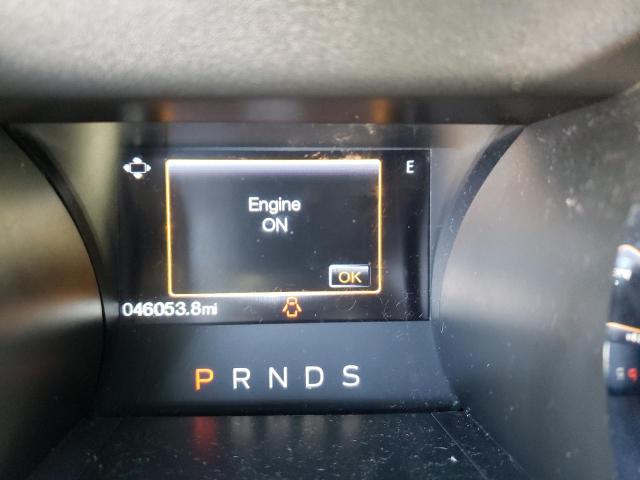 E
Engine
ON
OK
046053.8mi
P R N D S